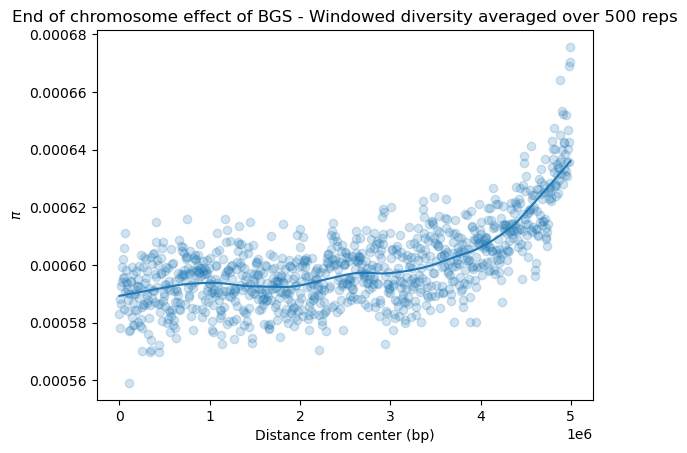 End of chromosome effect of BGS - Windowed diversity averaged over 500 reps
0.00068
0.00066
0.00064
0.00062
0.00060
0.00058
0.00056
π
0 1 2 3 4 5
1e6
Distance from center (bp)